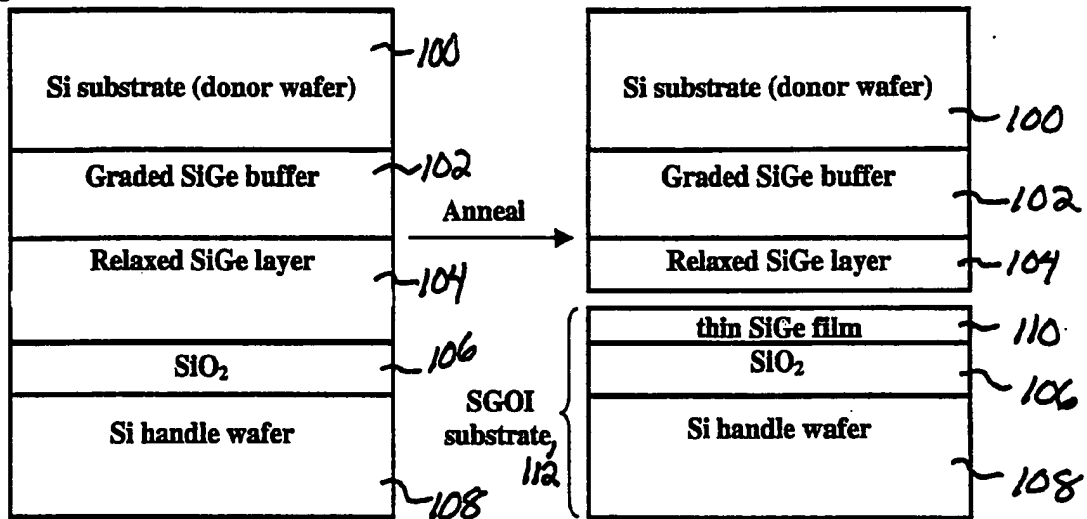 Si substrate (donor wafer)
100
Graded SiGe buffer
102
Relaxed SiGe layer
104
SiO₂
106
Si handle wafer
108
Anneal
Si substrate (donor wafer)
100
Graded SiGe buffer
102
Relaxed SiGe layer
104
thin SiGe film
110
SiO₂
106
Si handle wafer
108
SGOI
substrate,
112